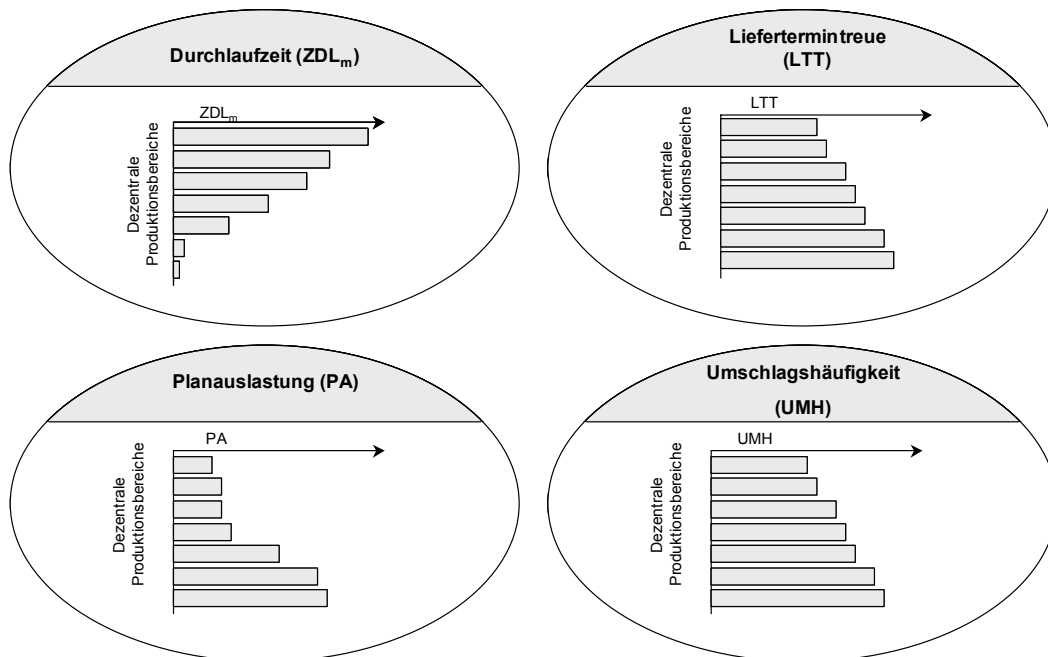 Durchlaufzeit (ZDLm)
ZDLm
Dezentrale
Produktionsbereiche
Liefertermintreue
(LTT)
LTT
Dezentrale
Produktionsbereiche
Planauslastung (PA)
PA
Dezentrale
Produktionsbereiche
Umschlagshäufigkeit
(UMH)
UMH
Dezentrale
Produktionsbereiche